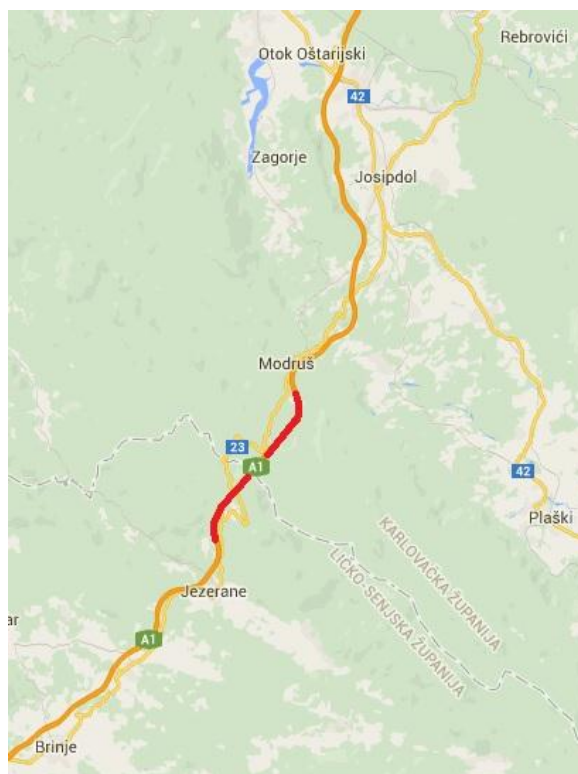 Rebrovići
Otok Oštarijski
42
Zagorje
Josipdol
Modruš
23
A1
42
Plaški
KARLOVAČKA ŽUPANIJA
LIČKO-SENJSKA ŽUPANIJA
Jezerane
ar
A1
Brinje